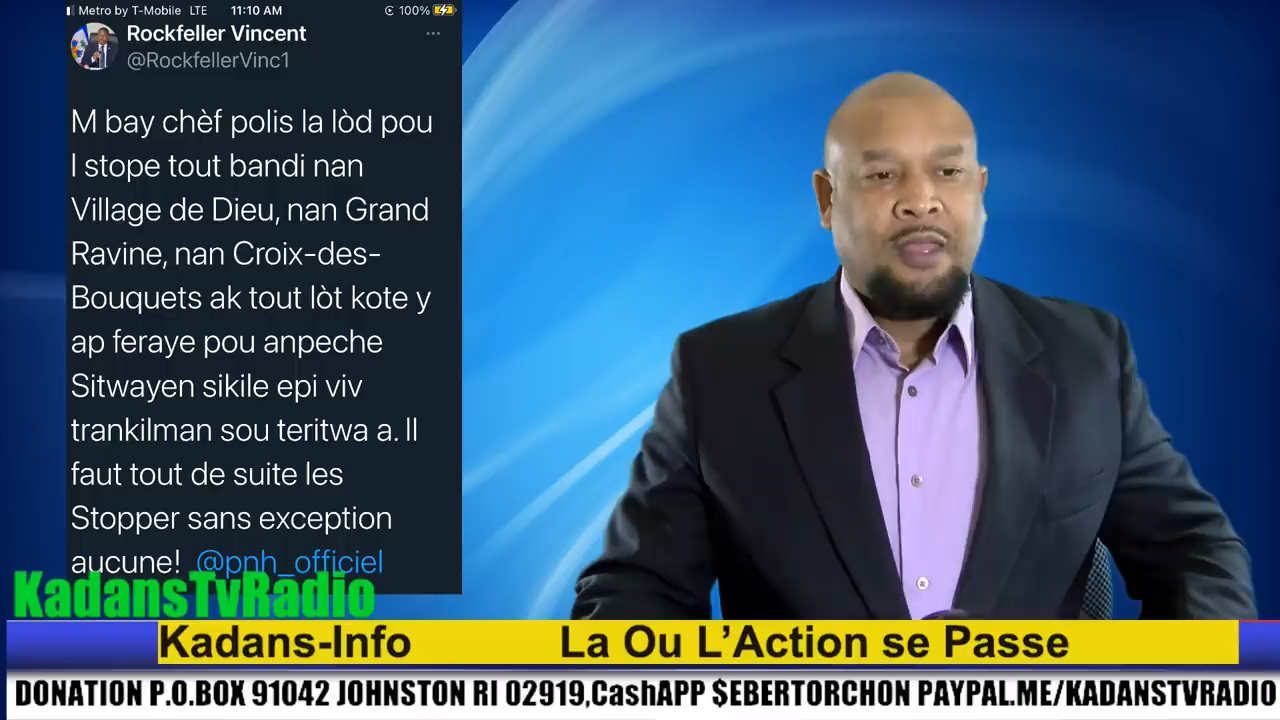 Metro by T-Mobile LTE 11:10 AM 100%
Rockfeller Vincent
@RockfellerVinc1
M bay chèf polis la lòd pou
l stope tout bandi nan
Village de Dieu, nan Grand
Ravine, nan Croix-des-
Bouquets ak tout lòt kote y
ap feraye pou anpeche
Sitwayen sikile epi viv
trankilman sou teritwa a. Il
faut tout de suite les
Stopper sans exception
aucune! @pnh_officiel
KadansTvRadio
Kadans-Info La Ou L’Action se Passe
DONATION P.O.BOX 91042 JOHNSTON RI 02919,CashAPP $EBERTORCHON PAYPAL.ME/KADANSTVRADIO